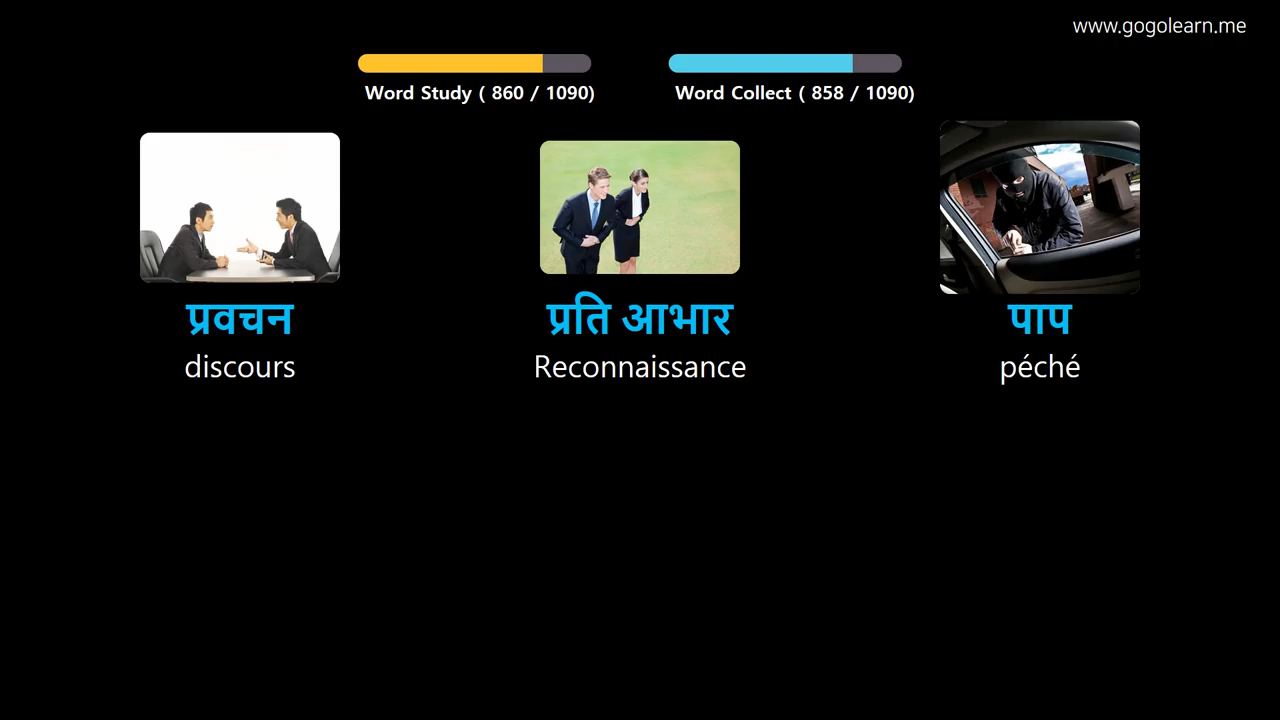 www.gogolearn.me
Word Study ( 860 / 1090)
Word Collect ( 858 / 1090)
प्रवचन
discours
प्रति आभार
Reconnaissance
पाप
péché